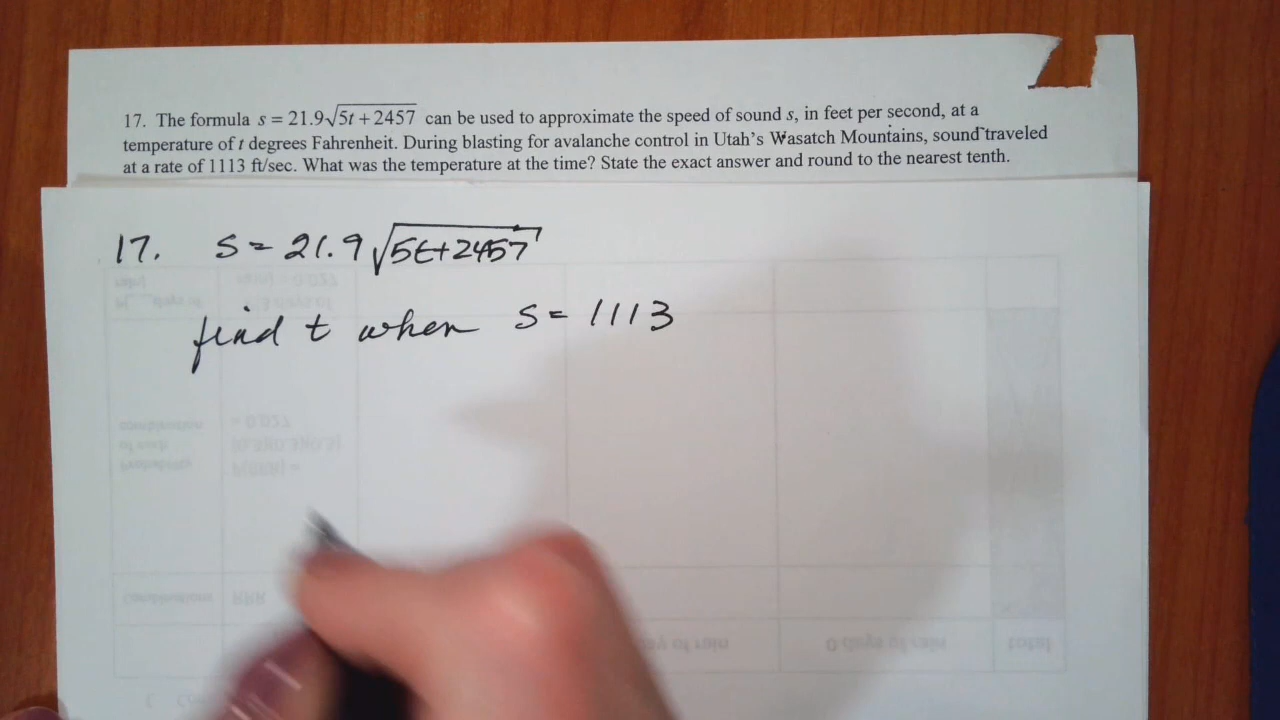 17. The formula s = 21.9√(5t + 2457) can be used to approximate the speed of sound s, in feet per second, at a
temperature of t degrees Fahrenheit. During blasting for avalanche control in Utah's Wasatch Mountains, sound traveled
at a rate of 1113 ft/sec. What was the temperature at the time? State the exact answer and round to the nearest tenth.
17. s = 21.9√(5t+2457)
find t when s = 1113